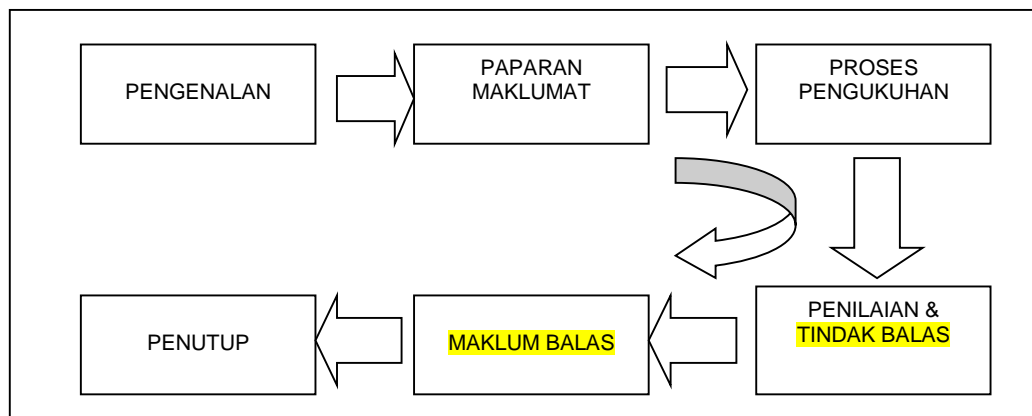 PENGENALAN
PAPARAN
MAKLUMAT
PROSES
PENGUKUHAN
PENILAIAN &
TINDAK BALAS
MAKLUM BALAS
PENUTUP